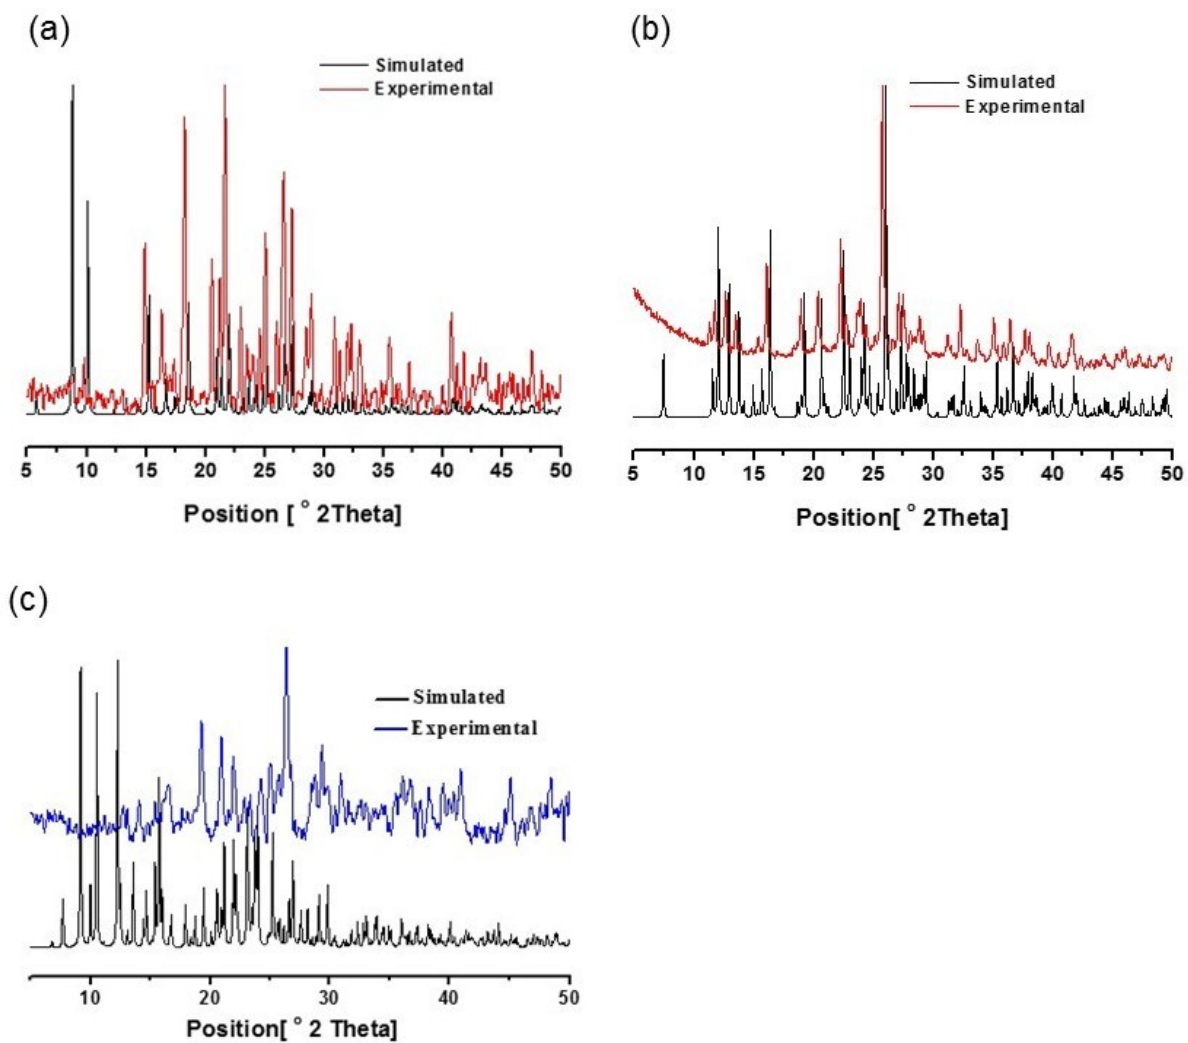 (a)
Simulated
Experimental
5 10 15 20 25 30 35 40 45 50
Position [ ° 2Theta]
(b)
Simulated
Experimental
5 10 15 20 25 30 35 40 45 50
Position[ ° 2Theta]
(c)
Simulated
Experimental
10 20 30 40 50
Position[ ° 2 Theta]